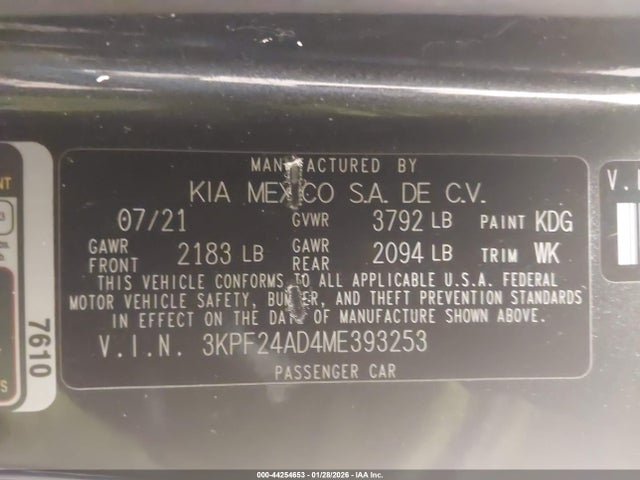 MANUFACTURED BY
KIA MEXICO S.A. DE C.V.
07/21 GVWR 3792 LB PAINT KDG
GAWR FRONT 2183 LB GAWR REAR 2094 LB TRIM WK
THIS VEHICLE CONFORMS TO ALL APPLICABLE U.S.A. FEDERAL
MOTOR VEHICLE SAFETY, BUMPER, AND THEFT PREVENTION STANDARDS
IN EFFECT ON THE DATE OF MANUFACTURE SHOWN ABOVE.
V.I.N. 3KPF24AD4ME393253
PASSENGER CAR
7610
000-44254653 - 01/28/2026 - IAA Inc.